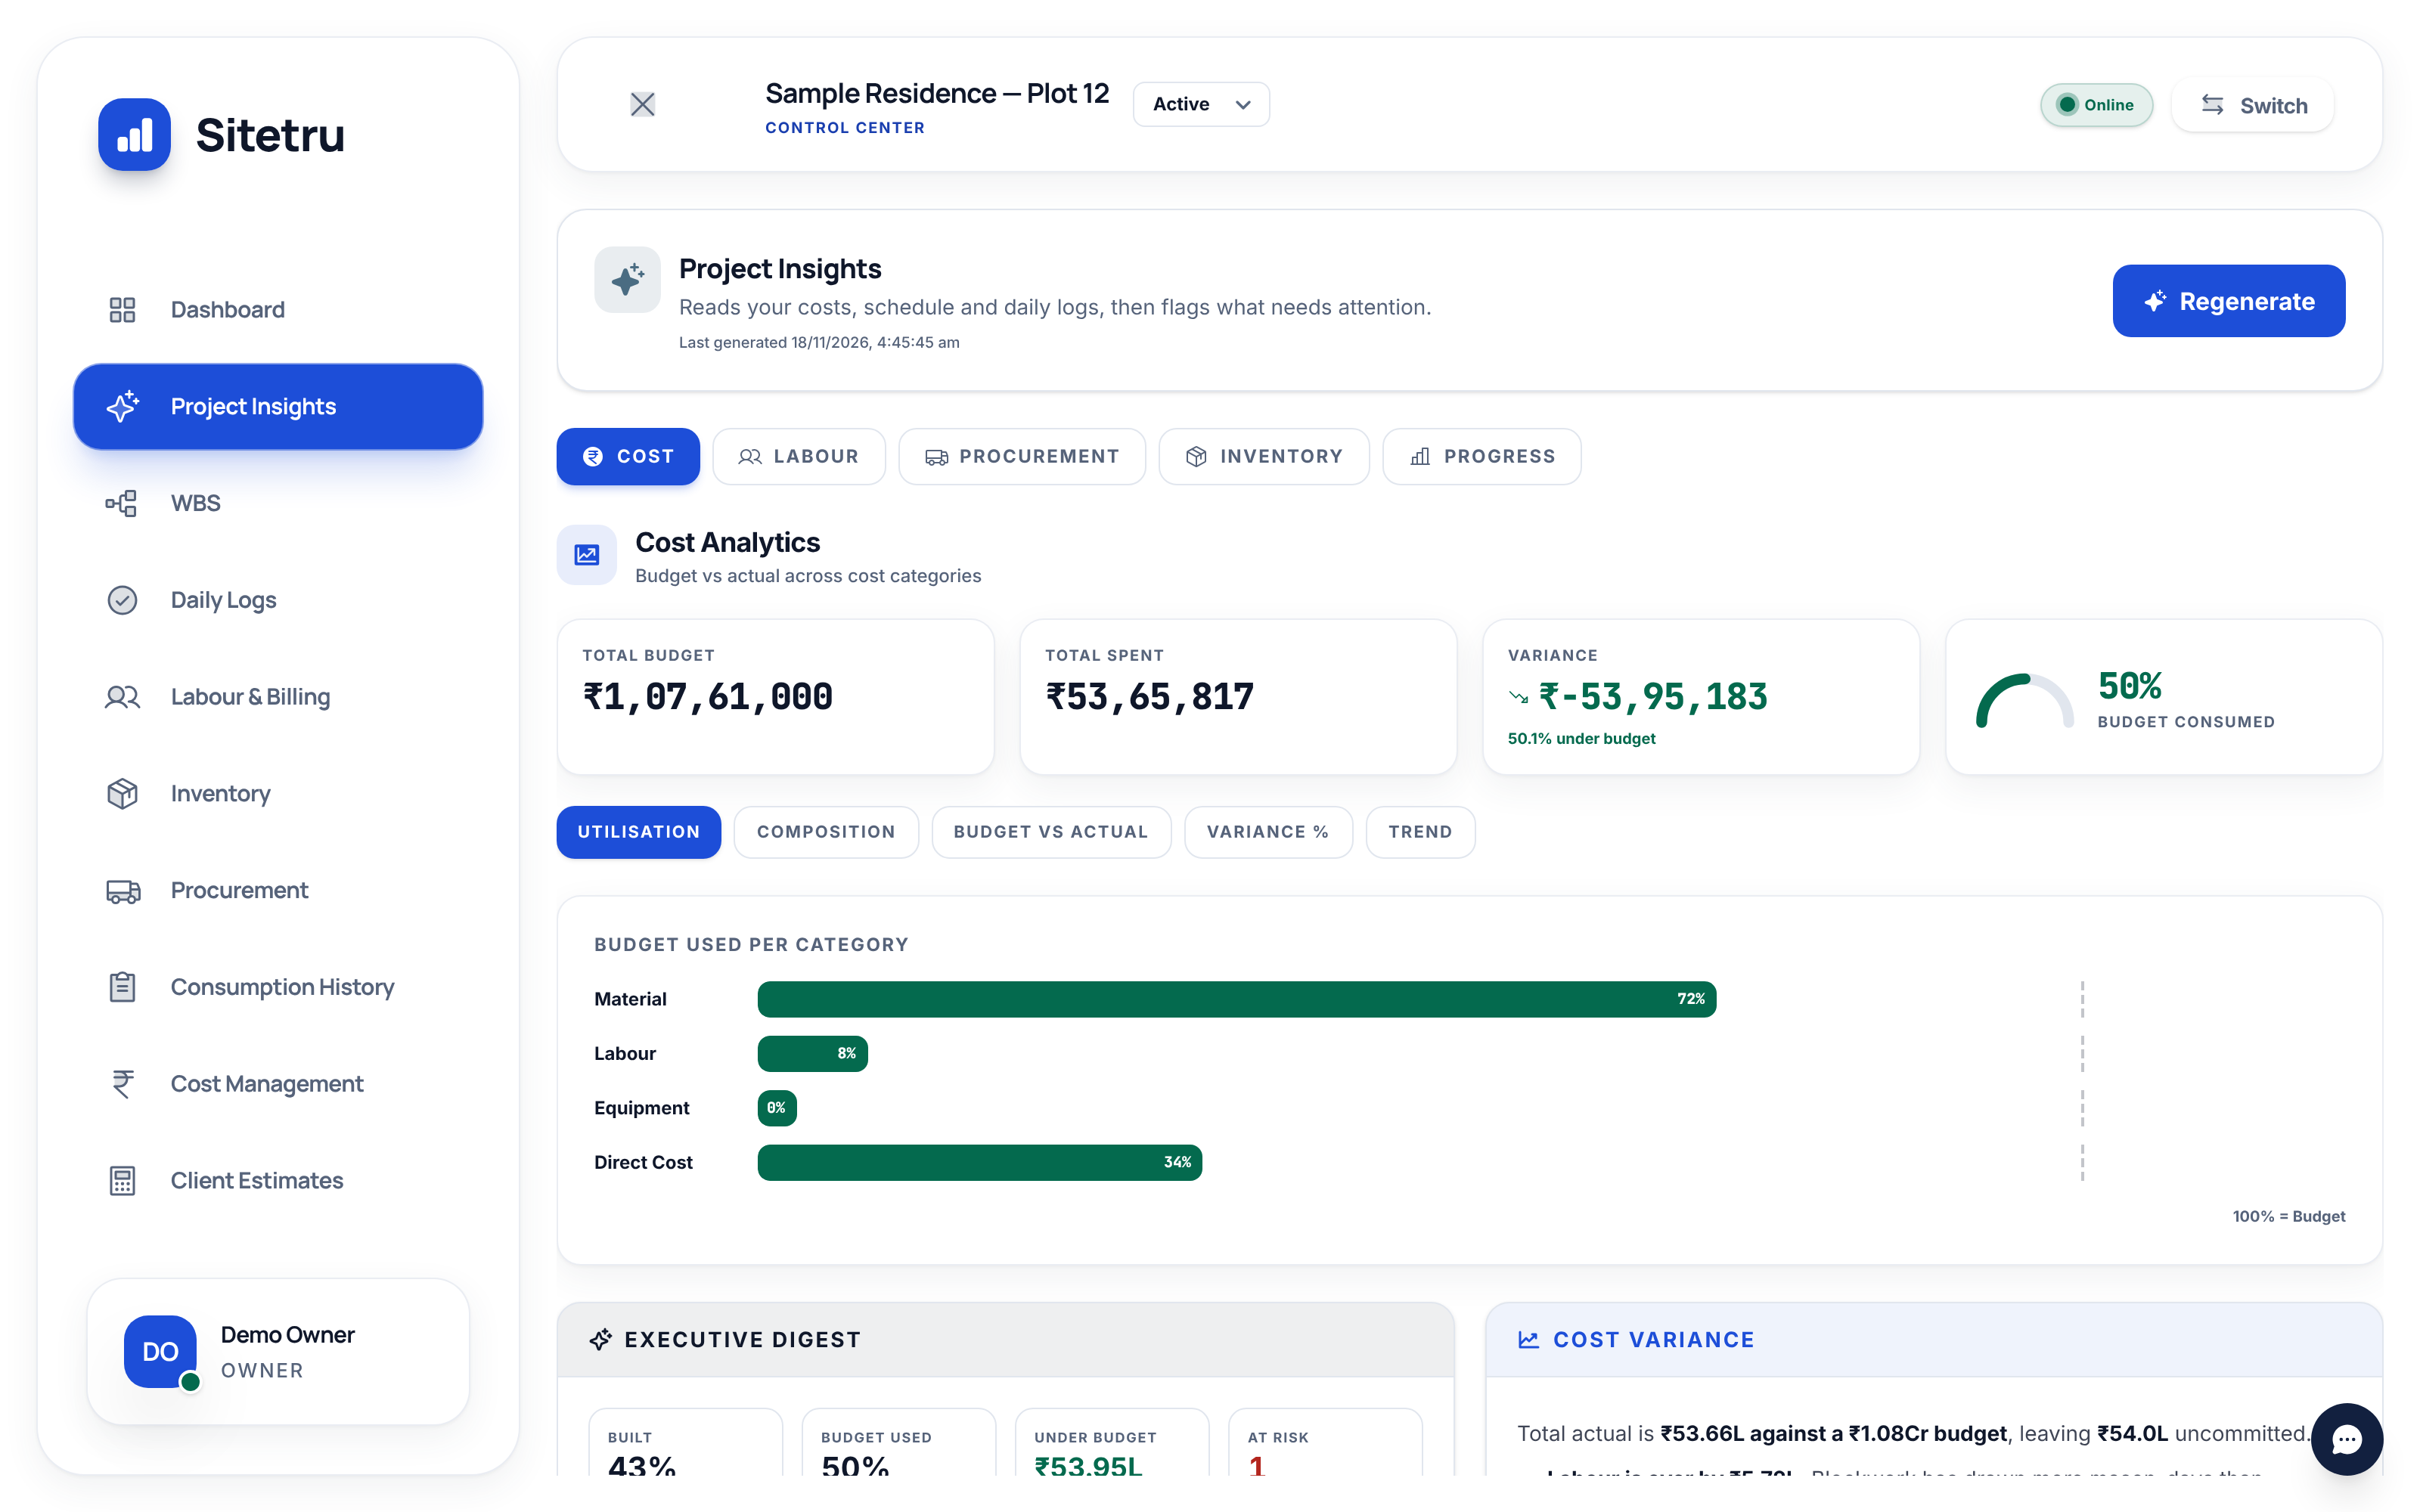 Sitetru
Dashboard
Project Insights
WBS
Daily Logs
Labour & Billing
Inventory
Procurement
Consumption History
Cost Management
Client Estimates
DO
Demo Owner
OWNER
Sample Residence — Plot 12
CONTROL CENTER
Active
Online
Switch
Project Insights
Reads your costs, schedule and daily logs, then flags what needs attention.
Last generated 18/11/2026, 4:45:45 am
Regenerate
COST
LABOUR
PROCUREMENT
INVENTORY
PROGRESS
Cost Analytics
Budget vs actual across cost categories
TOTAL BUDGET
₹1,07,61,000
TOTAL SPENT
₹53,65,817
VARIANCE
₹-53,95,183
50.1% under budget
50%
BUDGET CONSUMED
UTILISATION
COMPOSITION
BUDGET VS ACTUAL
VARIANCE %
TREND
BUDGET USED PER CATEGORY
Material 72%
Labour 8%
Equipment 0%
Direct Cost 34%
100% = Budget
EXECUTIVE DIGEST
BUILT
43%
BUDGET USED
50%
UNDER BUDGET
₹53.95L
AT RISK
1
COST VARIANCE
Total actual is ₹53.66L against a ₹1.08Cr budget, leaving ₹54.0L uncommitted.